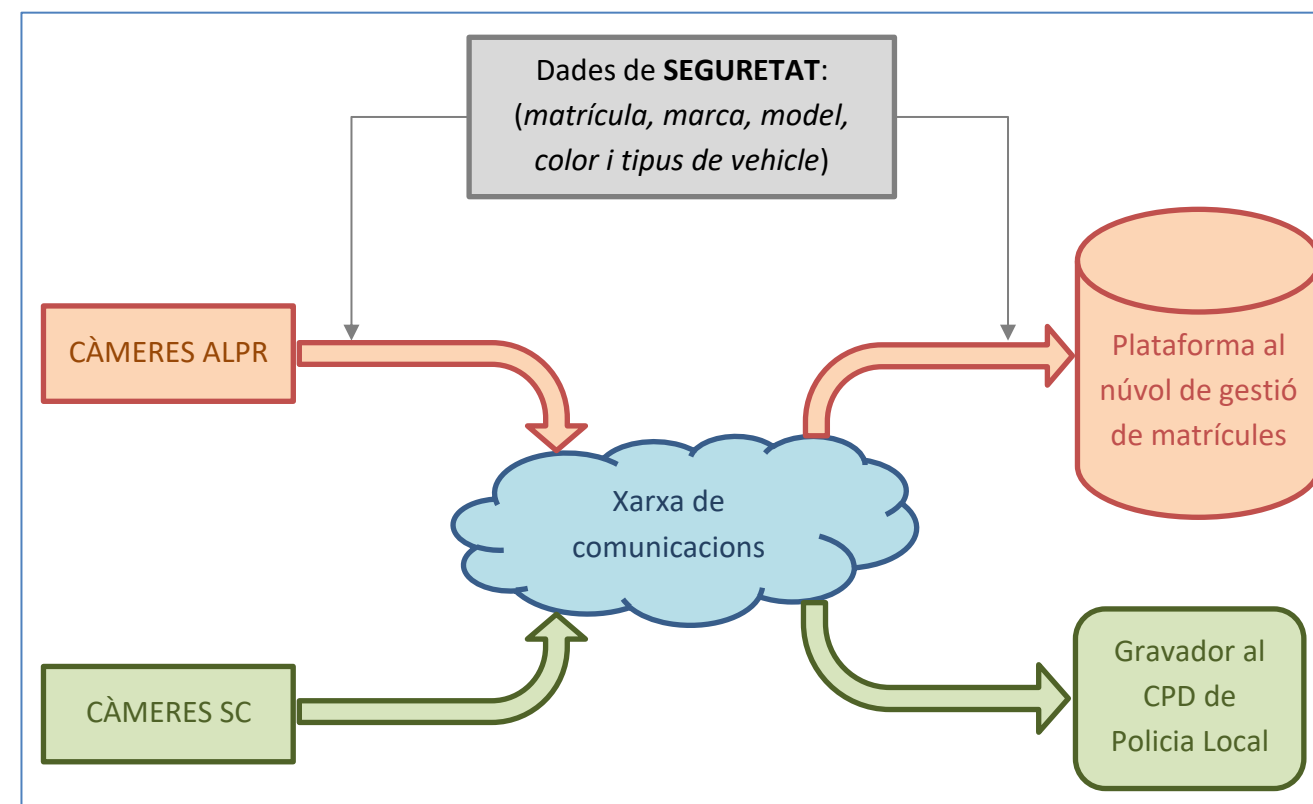 Dades de SEGURETAT:
(matrícula, marca, model,
color i tipus de vehicle)
CÀMERES ALPR
Plataforma al
núvol de gestió
de matrícules
Xarxa de
comunicacions
CÀMERES SC
Gravador al
CPD de
Policia Local